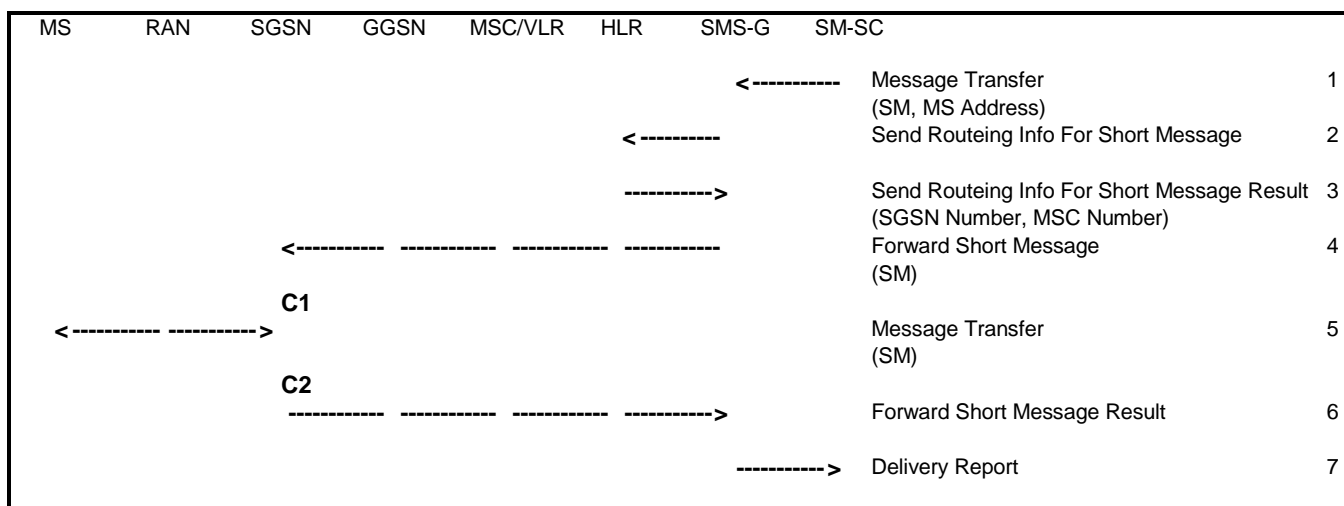 MS RAN SGSN GGSN MSC/VLR HLR SMS-G SM-SC
Message Transfer 1
(SM, MS Address)
Send Routeing Info For Short Message 2
Send Routeing Info For Short Message Result 3
(SGSN Number, MSC Number)
Forward Short Message 4
(SM)
C1
Message Transfer 5
(SM)
C2
Forward Short Message Result 6
Delivery Report 7